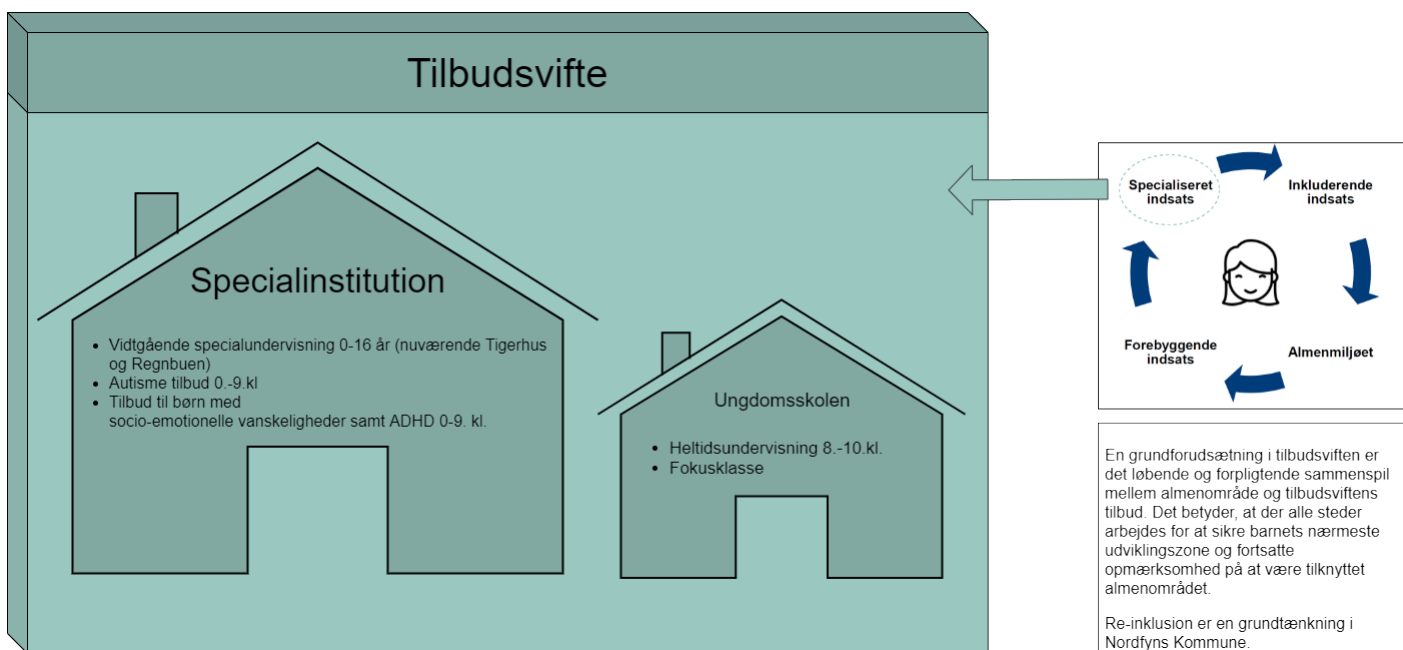 Tilbudsvifte
Specialinstitution
Vidtgående specialundervisning 0-16 år (nuværende Tigerhus
og Regnbuen)
Autisme tilbud 0.-9.kl
Tilbud til børn med
socio-emotionelle vanskeligheder samt ADHD 0-9. kl.
Ungdomsskolen
Heltidsundervisning 8.-10.kl.
Fokusklasse
Specialiseret
indsats
Inkluderende
indsats
Forebyggende
indsats
Almenmiljøet
En grundforudsætning i tilbudsviften er
det løbende og forpligtende sammenspil
mellem almenområde og tilbudsviftens
tilbud. Det betyder, at der alle steder
arbejdes for at sikre barnets nærmeste
udviklingszone og fortsatte
opmærksomhed på at være tilknyttet
almenområdet.
Re-inklusion er en grundtænkning i
Nordfyns Kommune.